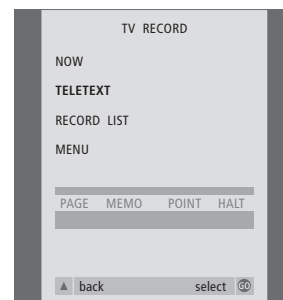 TV RECORD
NOW
TELETEXT
RECORD LIST
MENU
PAGE MEMO POINT HALT
▲ back select GO